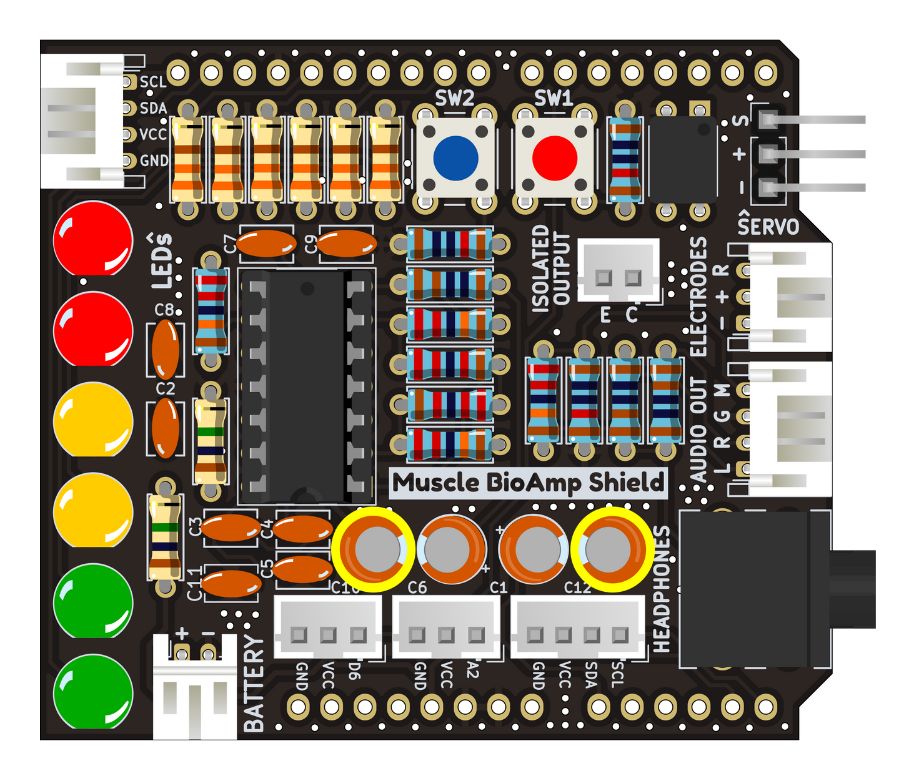 SCL
SDA
VCC
GND
SW2
SW1
S
+
−
SERVO
LEDs
C7
C9
ISOLATED
OUTPUT
E C
ELECTRODES
R
+
−
C8
C2
AUDIO OUT
M
G
R
L
Muscle BioAmp Shield
C3
C4
C11
C5
+
+
C10
C6
C1
C12
HEADPHONES
+ −
BATTERY
GND
VCC
D6
GND
VCC
A2
GND
VCC
SDA
SCL